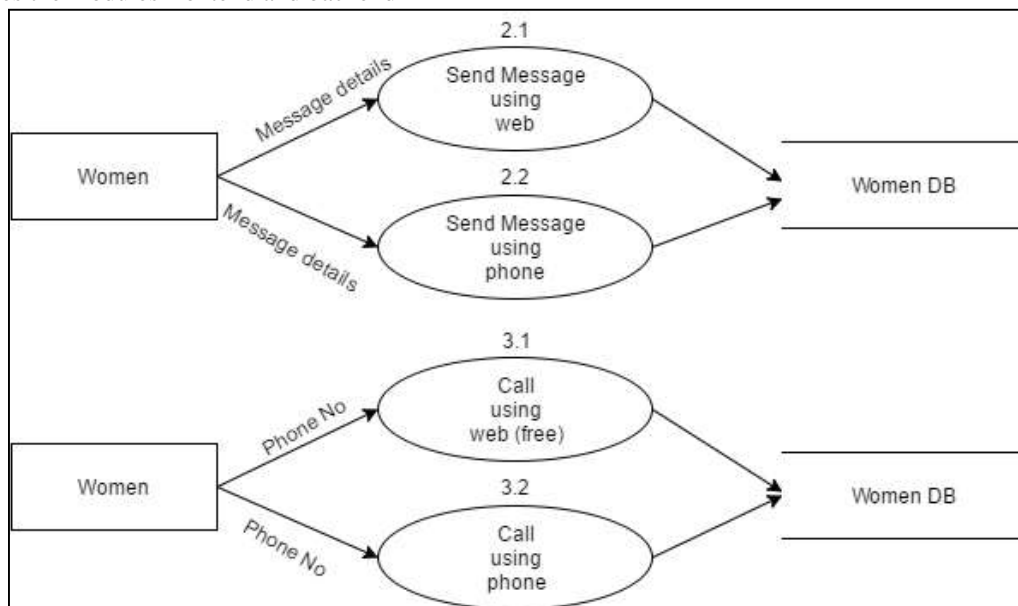 2.1
Send Message
using
web
Message details
Women
Women DB
2.2
Send Message
using
phone
Message details
3.1
Call
using
web (free)
Phone No
Women
Women DB
3.2
Call
using
phone
Phone No